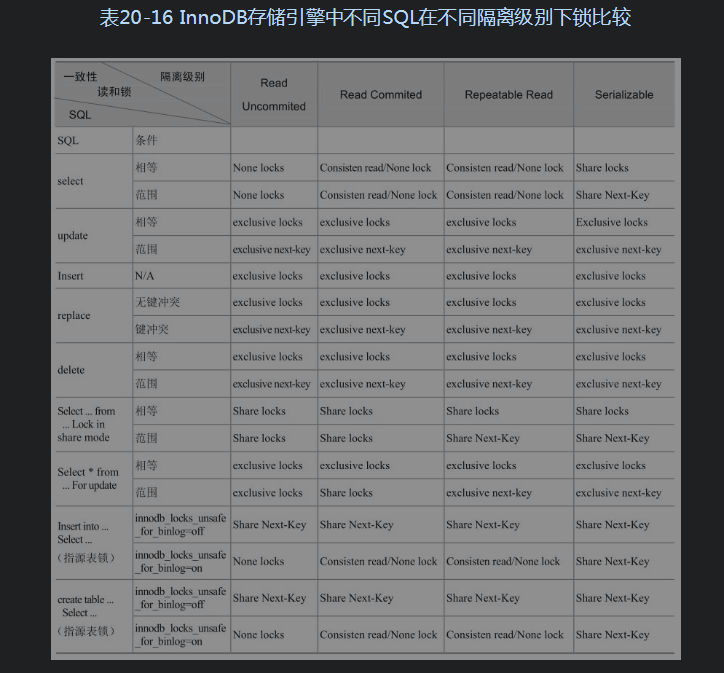 表20-16 InnoDB存储引擎中不同SQL在不同隔离级别下锁比较
一致性 隔离级别 Read
读和锁 Read Commited Repeatable Read Serializable
SQL Uncommited
SQL 条件
select 相等 None locks Consisten read/None lock Consisten read/None lock Share locks
范围 None locks Consisten read/None lock Consisten read/None lock Share Next-Key
update 相等 exclusive locks exclusive locks exclusive locks Exclusive locks
范围 exclusive next-key exclusive next-key exclusive next-key exclusive next-key
Insert N/A exclusive locks exclusive locks exclusive locks exclusive locks
replace 无键冲突 exclusive locks exclusive locks exclusive locks exclusive locks
键冲突 exclusive next-key exclusive next-key exclusive next-key exclusive next-key
delete 相等 exclusive locks exclusive locks exclusive locks exclusive locks
范围 exclusive next-key exclusive next-key exclusive next-key exclusive next-key
Select ... from
... Lock in
share mode
相等 Share locks Share locks Share locks Share locks
范围 Share locks Share locks Share Next-Key Share Next-Key
Select * from
... For update
相等 exclusive locks exclusive locks exclusive locks exclusive locks
范围 exclusive locks Share locks exclusive next-key exclusive next-key
Insert into ...
Select ...
(指源表锁)
innodb_locks_unsafe
_for_binlog=off
Share Next-Key Share Next-Key Share Next-Key Share Next-Key
innodb_locks_unsafe
_for_binlog=on
None locks Consisten read/None lock Consisten read/None lock Share Next-Key
create table ...
Select ...
(指源表锁)
innodb_locks_unsafe
_for_binlog=off
Share Next-Key Share Next-Key Share Next-Key Share Next-Key
innodb_locks_unsafe
_for_binlog=on
None locks Consisten read/None lock Consisten read/None lock Share Next-Key